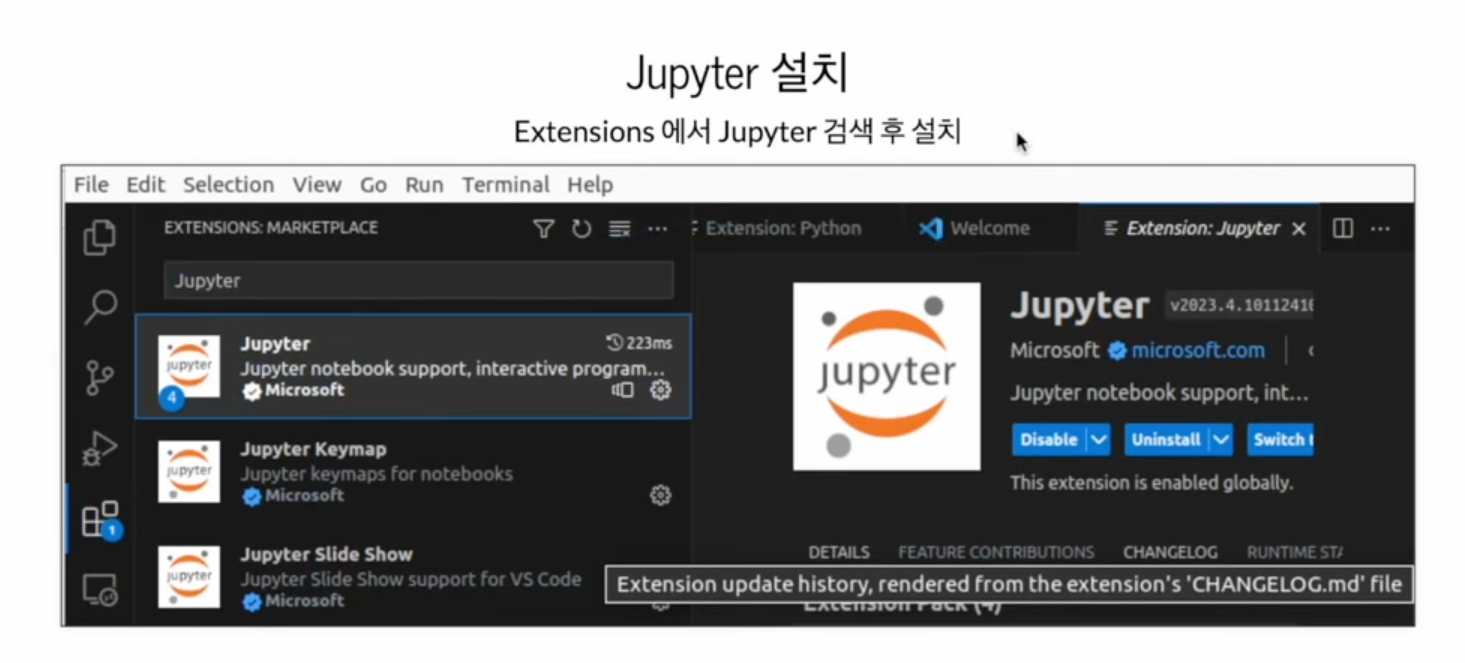 Jupyter 설치
Extensions 에서 Jupyter 검색 후 설치
File Edit Selection View Go Run Terminal Help
EXTENSIONS: MARKETPLACE
Extension: Python
Welcome
Extension: Jupyter
Jupyter
Jupyter
223ms
Jupyter notebook support, interactive program...
Microsoft
jupyter
4
Jupyter Keymap
Jupyter keymaps for notebooks
Microsoft
jupyter
1
Jupyter Slide Show
Jupyter Slide Show support for VS Code
Microsoft
jupyter
jupyter
Jupyter
v2023.4.1011241
Microsoft microsoft.com
Jupyter notebook support, int...
Disable Uninstall Switch
This extension is enabled globally.
DETAILS FEATURE CONTRIBUTIONS CHANGELOG RUNTIME
Extension update history, rendered from the extension's 'CHANGELOG.md' file
Extension Pack (4)